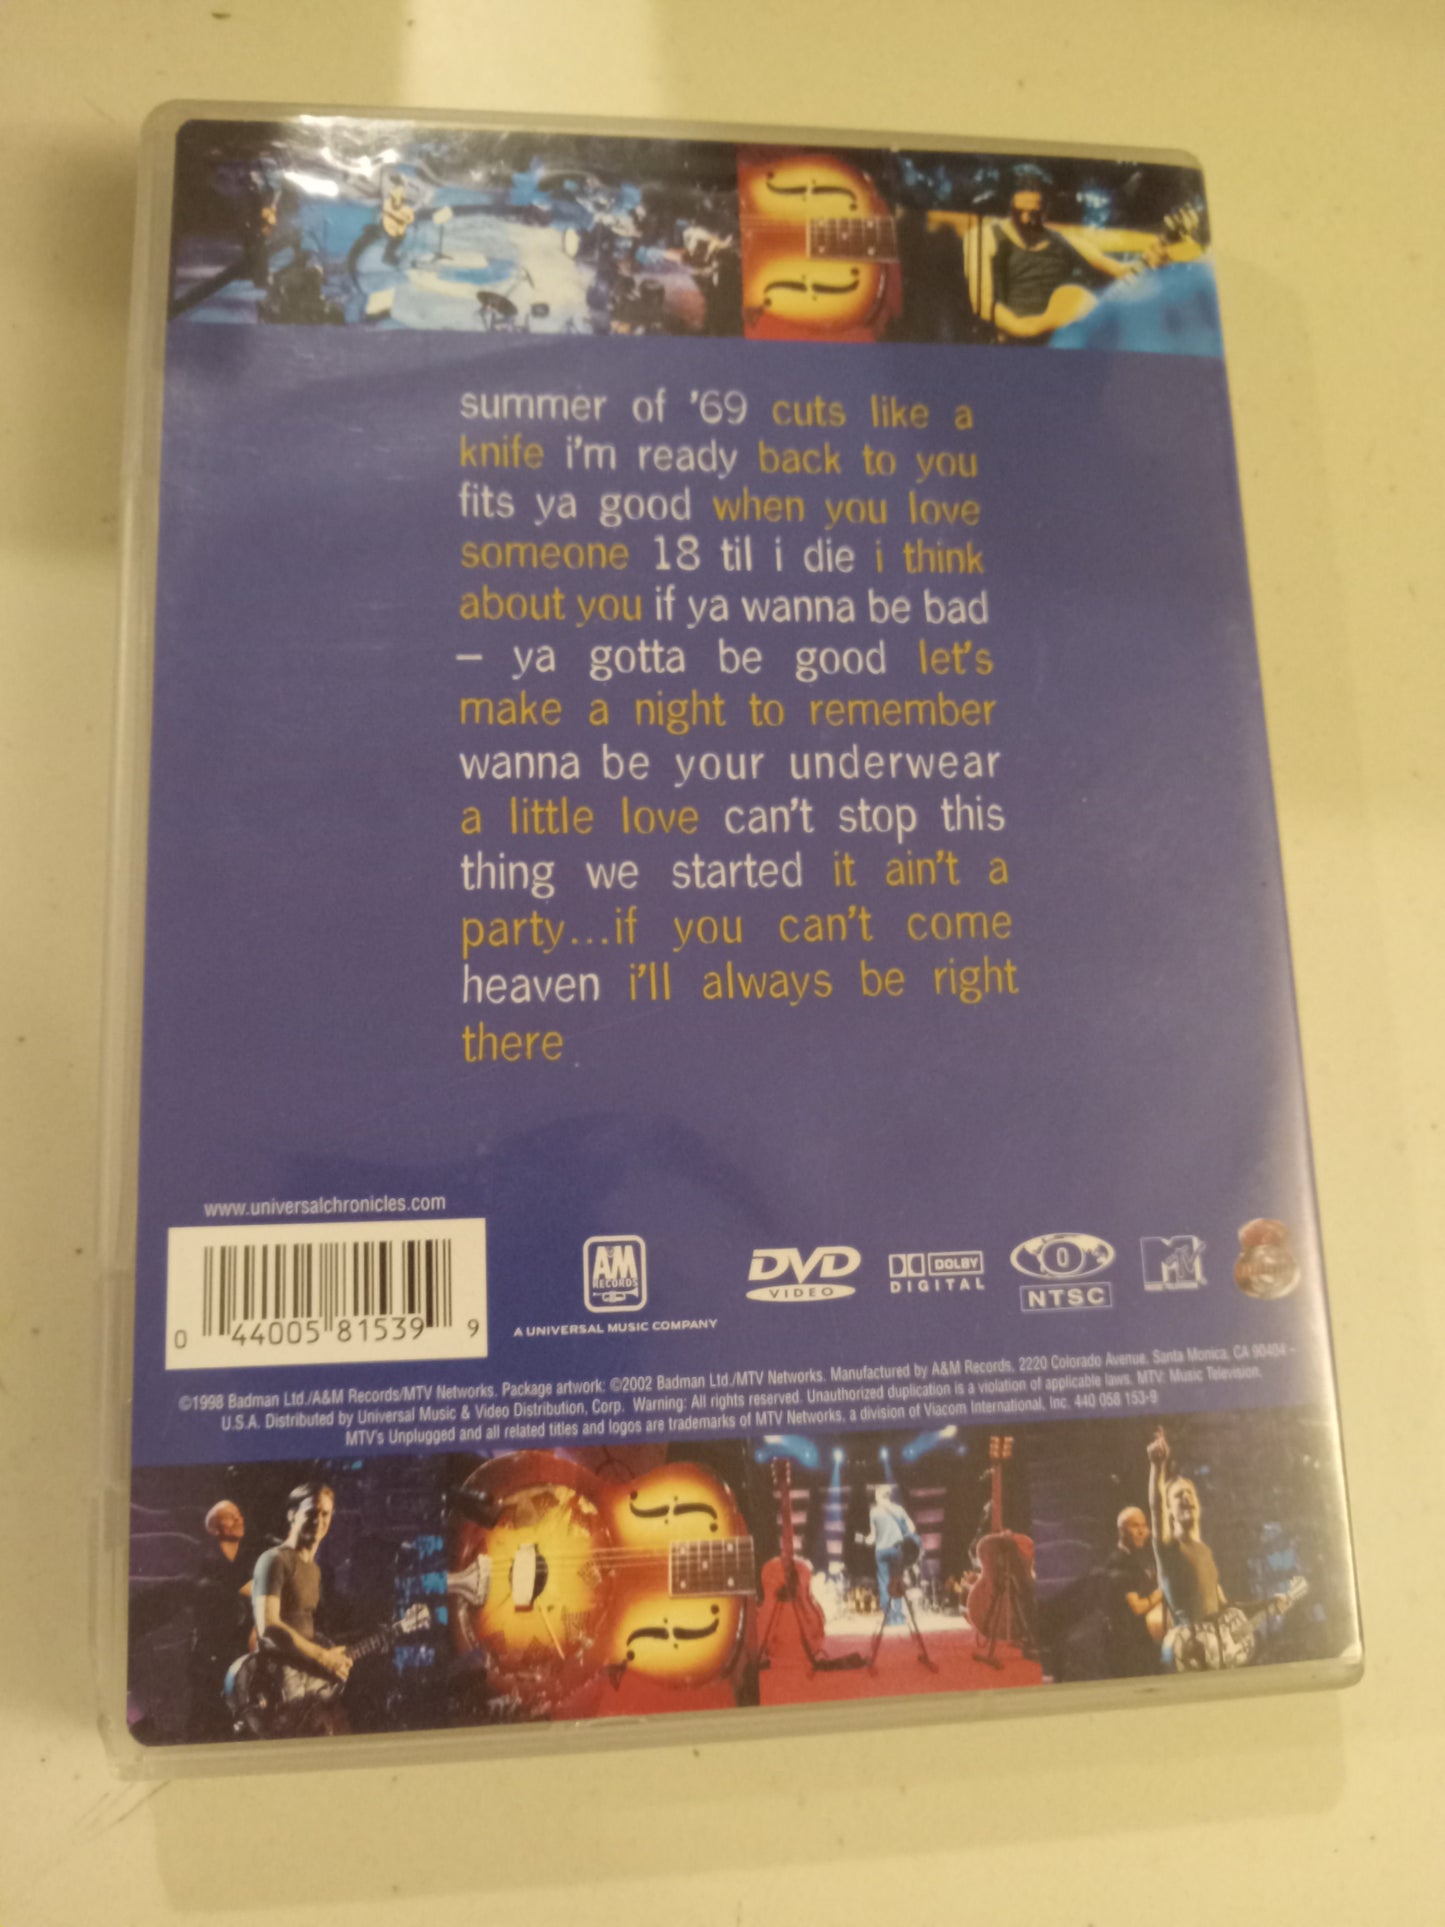 summer of '69 cuts like a
knife i'm ready back to you
fits ya good when you love
someone 18 til i die i think
about you if ya wanna be bad
– ya gotta be good let's
make a night to remember
wanna be your underwear
a little love can't stop this
thing we started it ain't a
party...if you can't come
heaven i'll always be right
there
www.universalchronicles.com
0 44005 81539 9
A&M
RECORDS
A UNIVERSAL MUSIC COMPANY
DVD
VIDEO
DOLBY
DIGITAL
0
NTSC
MTV
MUSIC TELEVISION
©1998 Badman Ltd./A&M Records/MTV Networks. Package artwork: ©2002 Badman Ltd./MTV Networks. Manufactured by A&M Records, 2220 Colorado Avenue, Santa Monica, CA 90404 –
U.S.A. Distributed by Universal Music & Video Distribution, Corp. Warning: All rights reserved. Unauthorized duplication is a violation of applicable laws. MTV: Music Television,
MTV's Unplugged and all related titles and logos are trademarks of MTV Networks, a division of Viacom International, Inc. 440 058 153-9